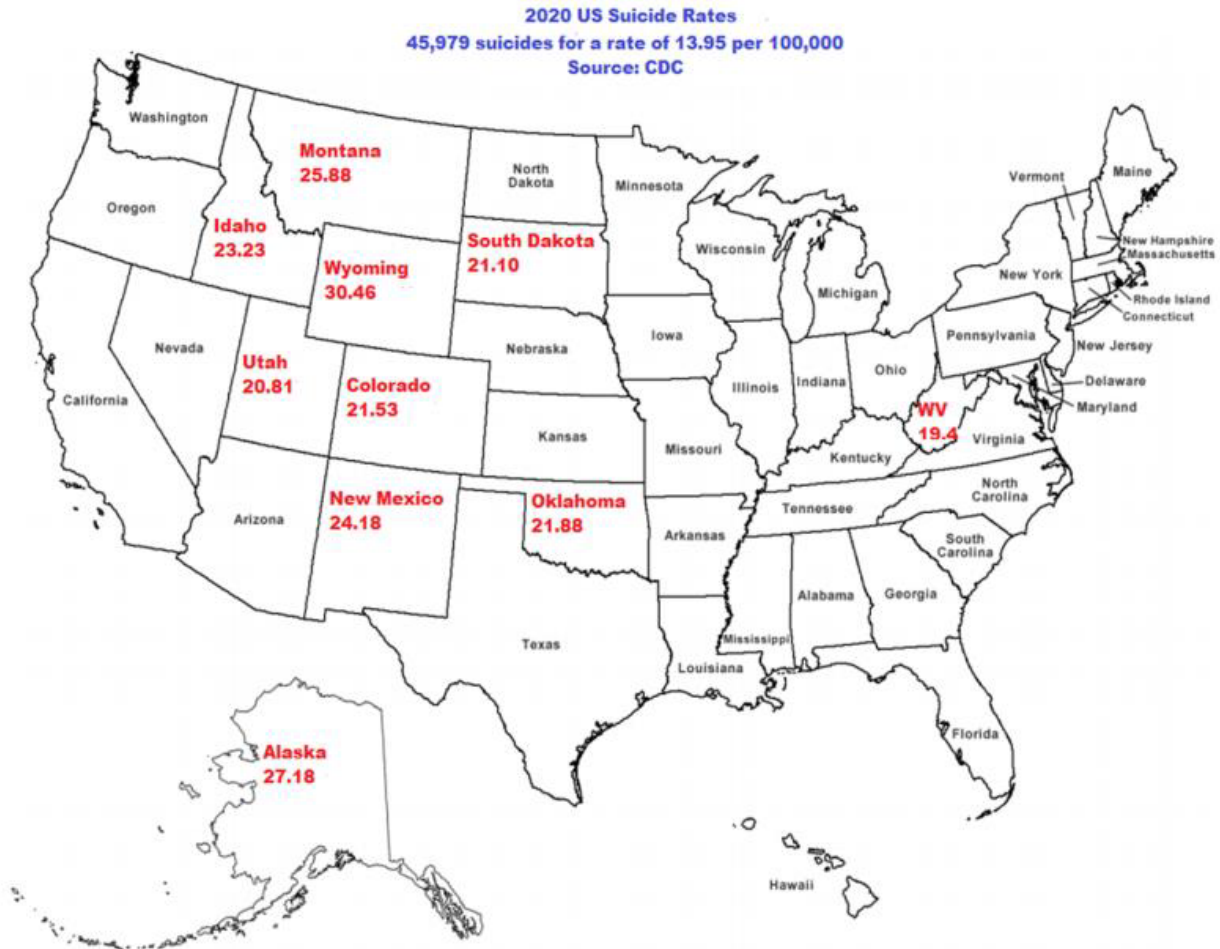 2020 US Suicide Rates
45,979 suicides for a rate of 13.95 per 100,000
Source: CDC
Washington
Montana
25.88
North
Dakota
Minnesota
Vermont
Maine
Oregon
Idaho
23.23
South Dakota
21.10
Wisconsin
New Hampshire
Massachusetts
Wyoming
30.46
Michigan
New York
Rhode Island
Connecticut
Nevada
Nebraska
Iowa
Pennsylvania
New Jersey
Utah
20.81
Colorado
21.53
Illinois
Indiana
Ohio
Delaware
Maryland
California
Kansas
Missouri
WV
19.4
Virginia
Kentucky
North
Carolina
Arizona
New Mexico
24.18
Oklahoma
21.88
Arkansas
Tennessee
South
Carolina
Alabama
Georgia
Texas
Mississippi
Louisiana
Florida
Alaska
27.18
Hawaii